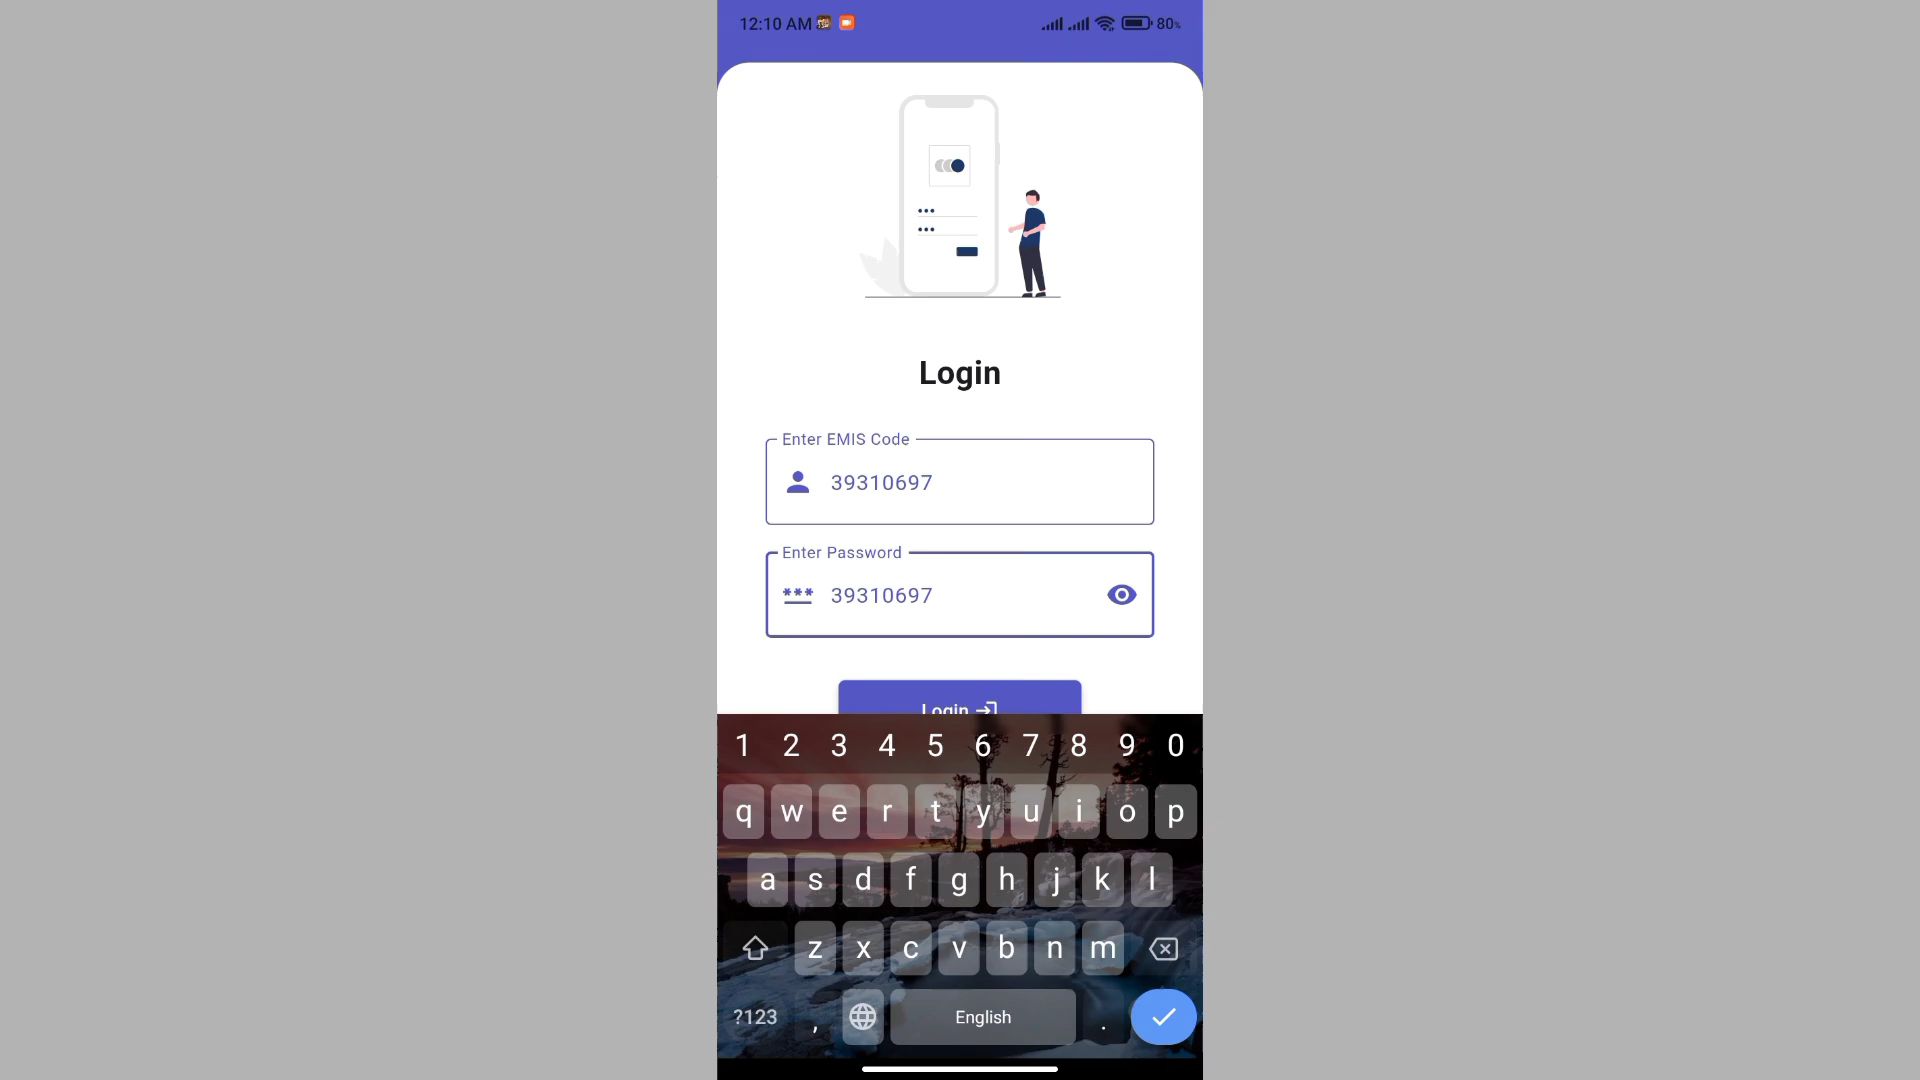 12:10 AM 80%
Login
Enter EMIS Code
39310697
Enter Password
*** 39310697
Login
1 2 3 4 5 6 7 8 9 0
q w e r t y u i o p
a s d f g h j k l
z x c v b n m
?123 , English .